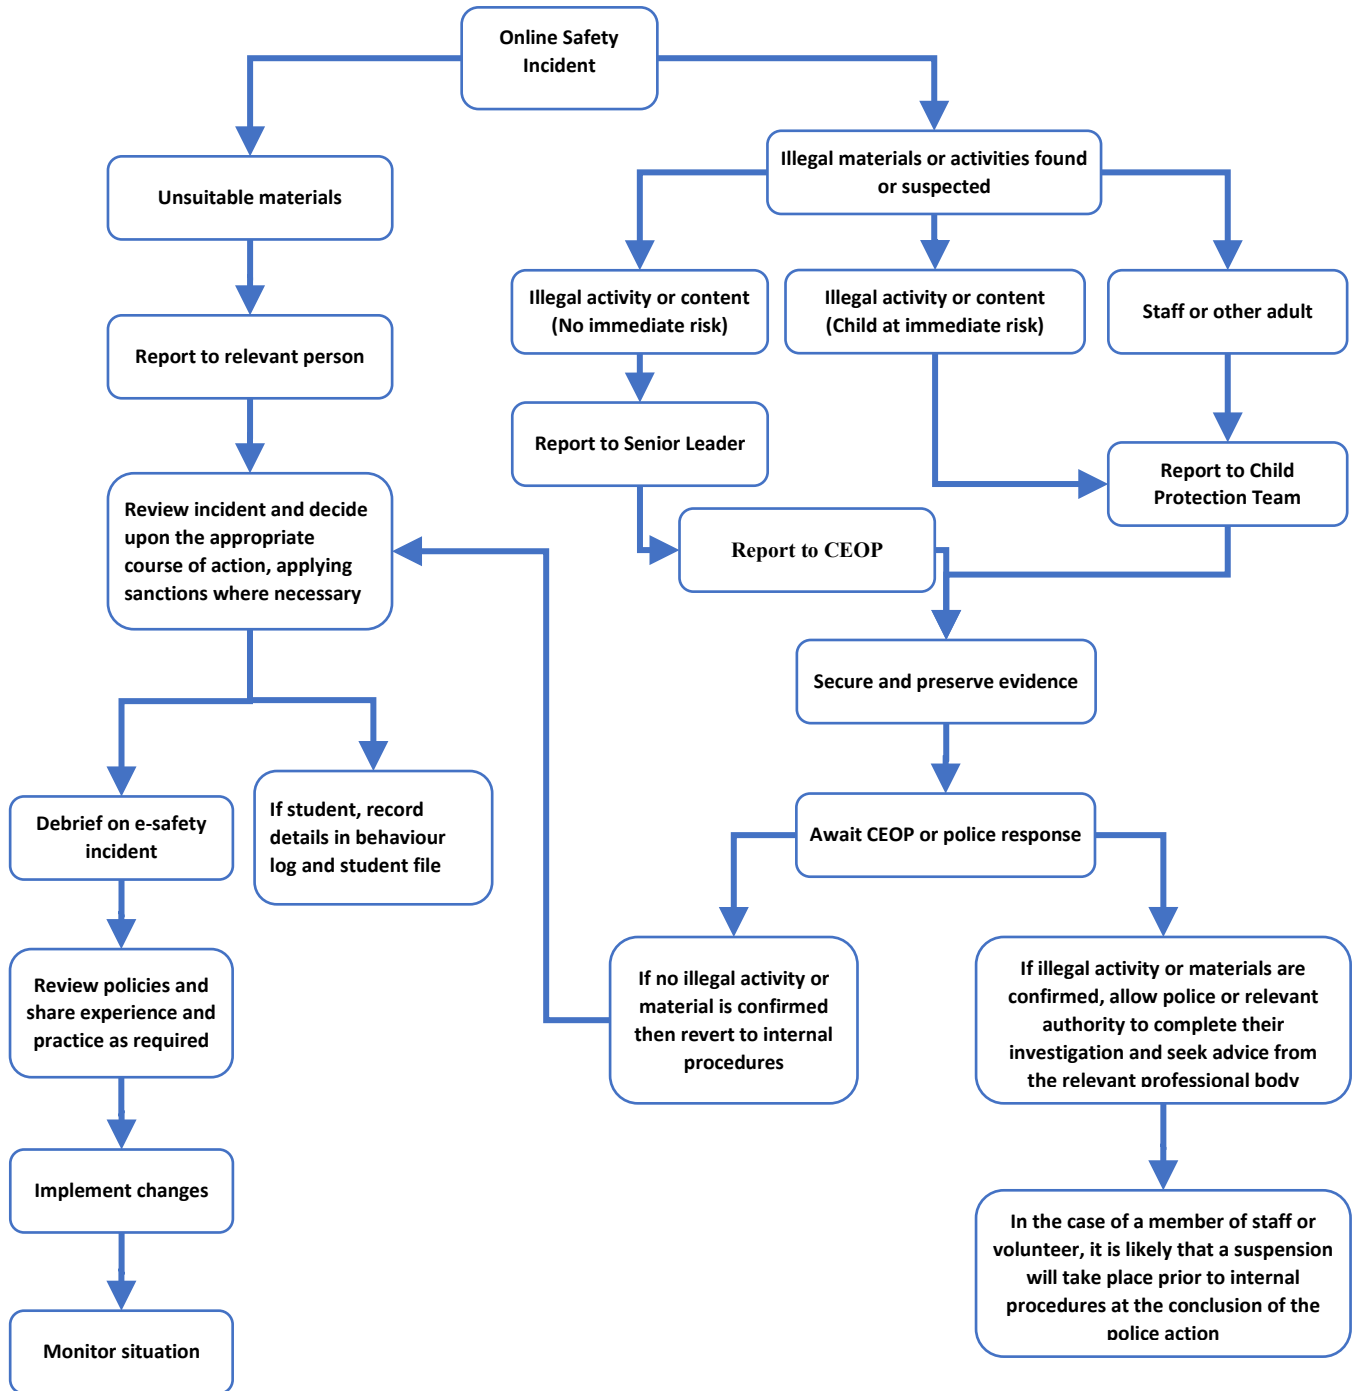 Online Safety
Incident
Unsuitable materials
Report to relevant person
Review incident and decide
upon the appropriate
course of action, applying
sanctions where necessary
Debrief on e-safety
incident
If student, record
details in behaviour
log and student file
Review policies and
share experience and
practice as required
Implement changes
Monitor situation
Illegal materials or activities found
or suspected
Illegal activity or content
(No immediate risk)
Illegal activity or content
(Child at immediate risk)
Staff or other adult
Report to Senior Leader
Report to Child
Protection Team
Report to CEOP
Secure and preserve evidence
Await CEOP or police response
If no illegal activity or
material is confirmed
then revert to internal
procedures
If illegal activity or materials are
confirmed, allow police or relevant
authority to complete their
investigation and seek advice from
the relevant professional body
In the case of a member of staff or
volunteer, it is likely that a suspension
will take place prior to internal
procedures at the conclusion of the
police action